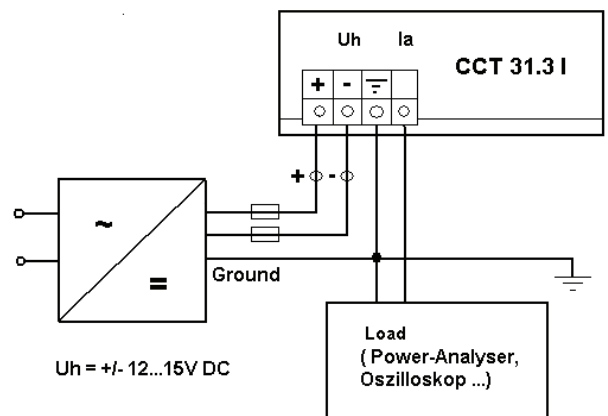 Uh Ia
CCT 31.3 I
+ -
+ -
~
=
Ground
Load
( Power-Analyser,
Oszilloskop ...)
Uh = +/- 12...15V DC